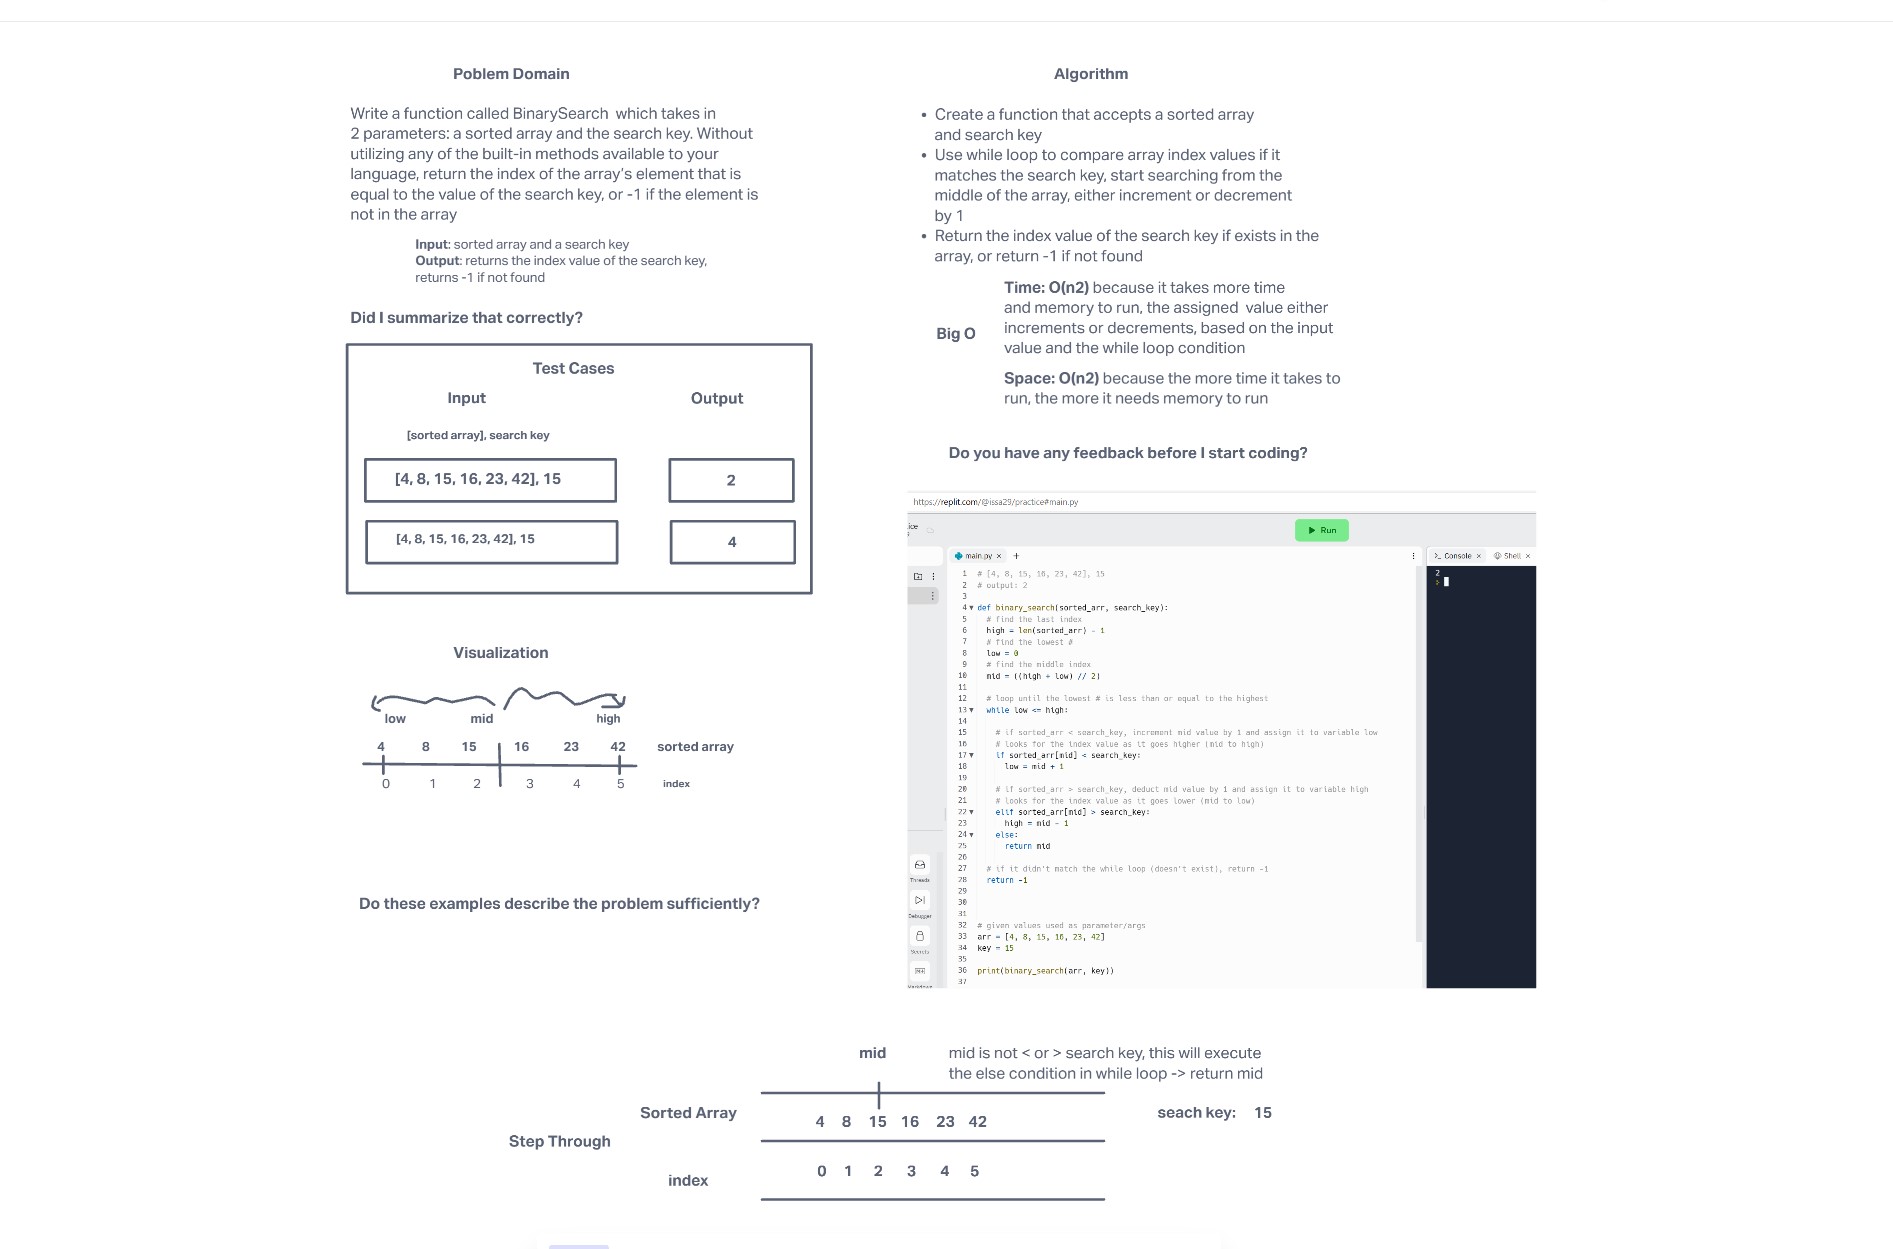 Poblem Domain
Write a function called BinarySearch which takes in
2 parameters: a sorted array and the search key. Without
utilizing any of the built-in methods available to your
language, return the index of the array's element that is
equal to the value of the search key, or -1 if the element is
not in the array
Input: sorted array and a search key
Output: returns the index value of the search key,
returns -1 if not found
Did I summarize that correctly?
Test Cases
Input Output
[sorted array], search key
[4, 8, 15, 16, 23, 42], 15 2
[4, 8, 15, 16, 23, 42], 15 4
Visualization
low mid high
4 8 15 16 23 42 sorted array
0 1 2 3 4 5 index
Do these examples describe the problem sufficiently?
Algorithm
• Create a function that accepts a sorted array
and search key
• Use while loop to compare array index values if it
matches the search key, start searching from the
middle of the array, either increment or decrement
by 1
• Return the index value of the search key if exists in the
array, or return -1 if not found
Big O
Time: O(n2) because it takes more time
and memory to run, the assigned value either
increments or decrements, based on the input
value and the while loop condition
Space: O(n2) because the more time it takes to
run, the more it needs memory to run
Do you have any feedback before I start coding?
https://replit.com/@issa29/practice#main.py
ice
Run
main.py × +
Console × Shell ×
2
>
1 # [4, 8, 15, 16, 23, 42], 15
2 # output: 2
3
4 def binary_search(sorted_arr, search_key):
5 # find the last index
6 high = len(sorted_arr) - 1
7 # find the lowest #
8 low = 0
9 # find the middle index
10 mid = ((high + low) // 2)
11
12 # loop until the lowest # is less than or equal to the highest
13 while low <= high:
14
15 # if sorted_arr < search_key, increment mid value by 1 and assign it to variable low
16 # looks for the index value as it goes higher (mid to high)
17 if sorted_arr[mid] < search_key:
18 low = mid + 1
19
20 # if sorted_arr > search_key, deduct mid value by 1 and assign it to variable high
21 # looks for the index value as it goes lower (mid to low)
22 elif sorted_arr[mid] > search_key:
23 high = mid - 1
24 else:
25 return mid
26
27 # if it didn't match the while loop (doesn't exist), return -1
28 return -1
29
30
31
32 # given values used as parameter/args
33 arr = [4, 8, 15, 16, 23, 42]
34 key = 15
35
36 print(binary_search(arr, key))
37
Threads
Debugger
Secrets
Markdown
mid
mid is not < or > search key, this will execute
the else condition in while loop -> return mid
Step Through
Sorted Array
4 8 15 16 23 42
seach key: 15
index
0 1 2 3 4 5